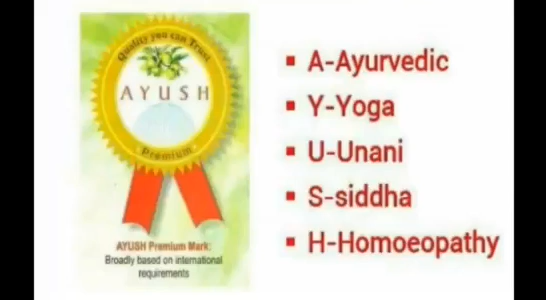 Quality you can Trust
AYUSH
Premium
AYUSH Premium Mark:
Broadly based on international
requirements
▪ A-Ayurvedic
▪ Y-Yoga
▪ U-Unani
▪ S-siddha
▪ H-Homoeopathy